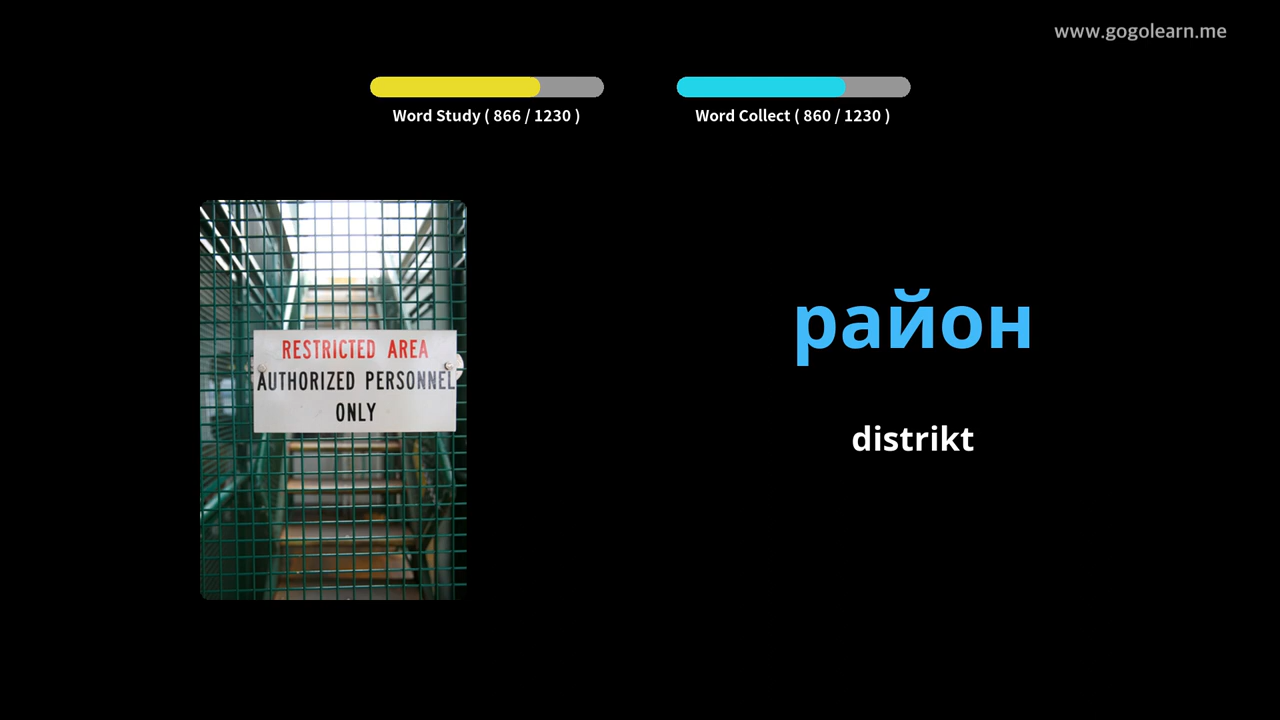 www.gogolearn.me
Word Study ( 866 / 1230 )
Word Collect ( 860 / 1230 )
RESTRICTED AREA
AUTHORIZED PERSONNEL
ONLY
район
distrikt